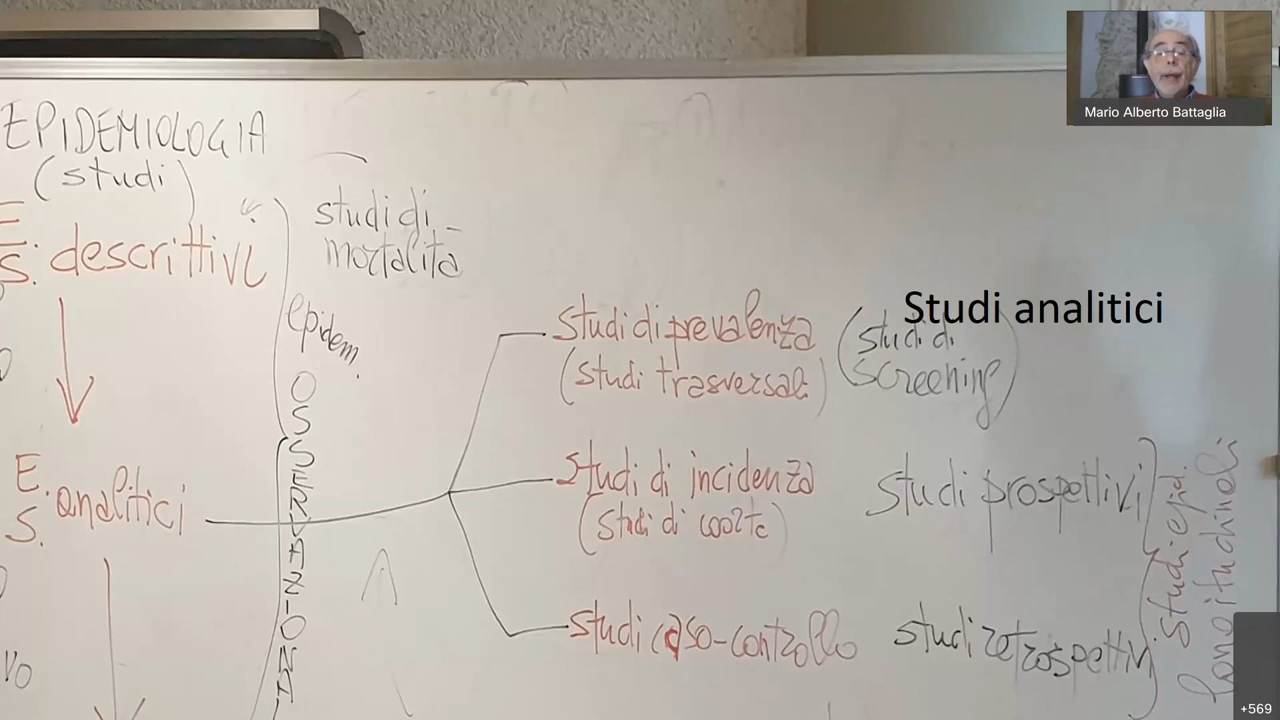 EPIDEMIOLOGIA
(studi)
E
S. descrittivi
studi di
mortalità
epidem.
OSSERVAZIONA
Studi analitici
studi di prevalenza
(studi trasversali)
(studi di
screening)
E.
S. analitici
studi di incidenza
(studi di coorte)
studi prospettivi
studi caso-controllo
studi retrospettivi
studi epid.
longitudinali
VO
Mario Alberto Battaglia
+569